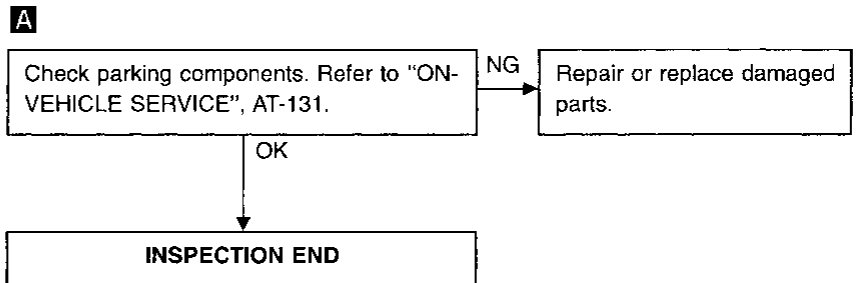 A
Check parking components. Refer to “ON-
VEHICLE SERVICE”, AT-131.
NG
Repair or replace damaged
parts.
OK
INSPECTION END